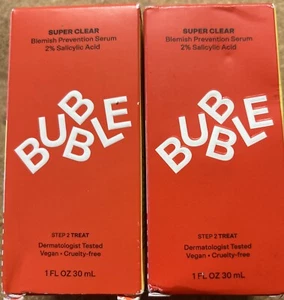 SUPER CLEAR
Blemish Prevention Serum
2% Salicylic Acid
BUBBLE
STEP 2 TREAT
Dermatologist Tested
Vegan • Cruelty-free
1 FL OZ 30 mL
SUPER CLEAR
Blemish Prevention Serum
2% Salicylic Acid
BUBBLE
STEP 2 TREAT
Dermatologist Tested
Vegan • Cruelty-free
1 FL OZ 30 mL